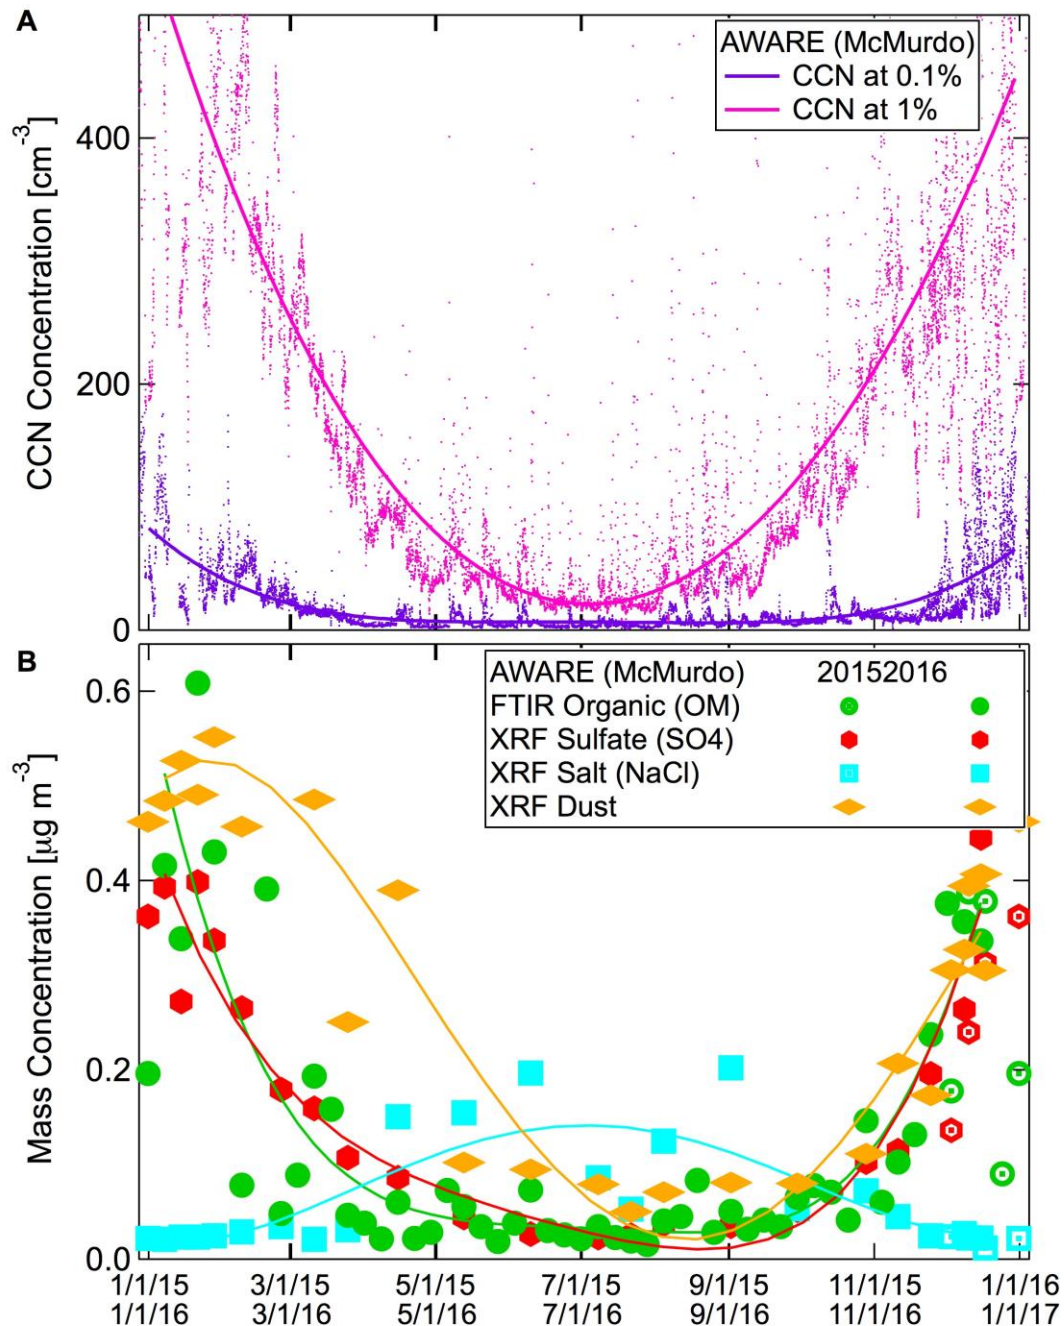 A
AWARE (McMurdo)
CCN at 0.1%
CCN at 1%
CCN Concentration [cm-3]
400
200
0
B
AWARE (McMurdo) 20152016
FTIR Organic (OM)
XRF Sulfate (SO4)
XRF Salt (NaCl)
XRF Dust
Mass Concentration [μg m-3]
0.6
0.4
0.2
0.0
1/1/15 3/1/15 5/1/15 7/1/15 9/1/15 11/1/15 1/1/16
1/1/16 3/1/16 5/1/16 7/1/16 9/1/16 11/1/16 1/1/17